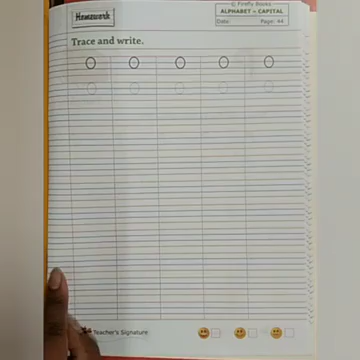 Homework
© Firefly Books
ALPHABET - CAPITAL
Date:
Page: 44
Trace and write.
O O O O O
O O O O O
Teacher's Signature